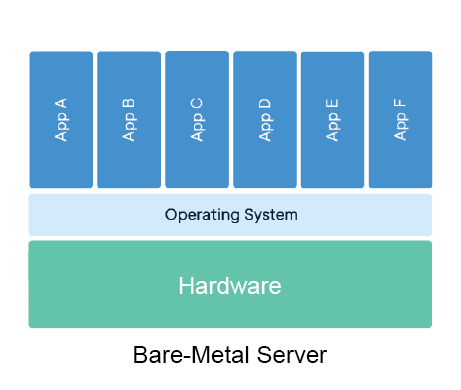 App A
App B
App C
App D
App E
App F
Operating System
Hardware
Bare-Metal Server